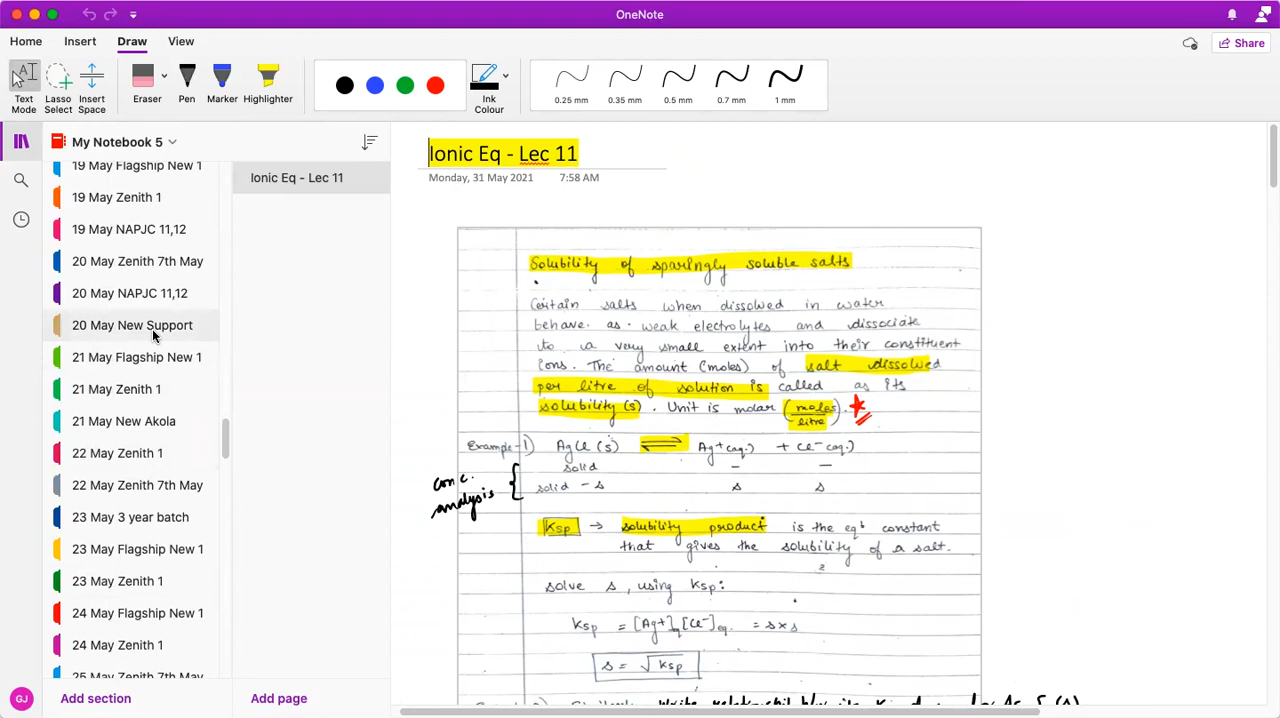 OneNote
Home Insert Draw View
Share
Text Mode
Lasso Select
Insert Space
Eraser
Pen
Marker
Highlighter
Ink Colour
0.25 mm 0.35 mm 0.5 mm 0.7 mm 1 mm
My Notebook 5
19 May Flagship New 1
19 May Zenith 1
19 May NAPJC 11,12
20 May Zenith 7th May
20 May NAPJC 11,12
20 May New Support
21 May Flagship New 1
21 May Zenith 1
21 May New Akola
22 May Zenith 1
22 May Zenith 7th May
23 May 3 year batch
23 May Flagship New 1
23 May Zenith 1
24 May Flagship New 1
24 May Zenith 1
25 May Zenith 7th May
GJ
Add section
Ionic Eq - Lec 11
Add page
Ionic Eq - Lec 11
Monday, 31 May 2021 7:58 AM
Solubility of sparingly soluble salts
Certain salts when dissolved in water
behave as weak electrolytes and dissociate
to a very small extent into their constituent
ions. The amount (moles) of salt dissolved
per litre of solution is called as its
solubility (s). Unit is molar (moles/litre).
Example-1) AgCl (s) ⇌ Ag+(aq.) + Cl-(aq.)
solid — —
solid - s s s
conc. analysis
Ksp → solubility product is the eqb constant
that gives the solubility of a salt.
solve s, using Ksp:
Ksp = [Ag+]eq [Cl-]eq. = s x s
s = √Ksp